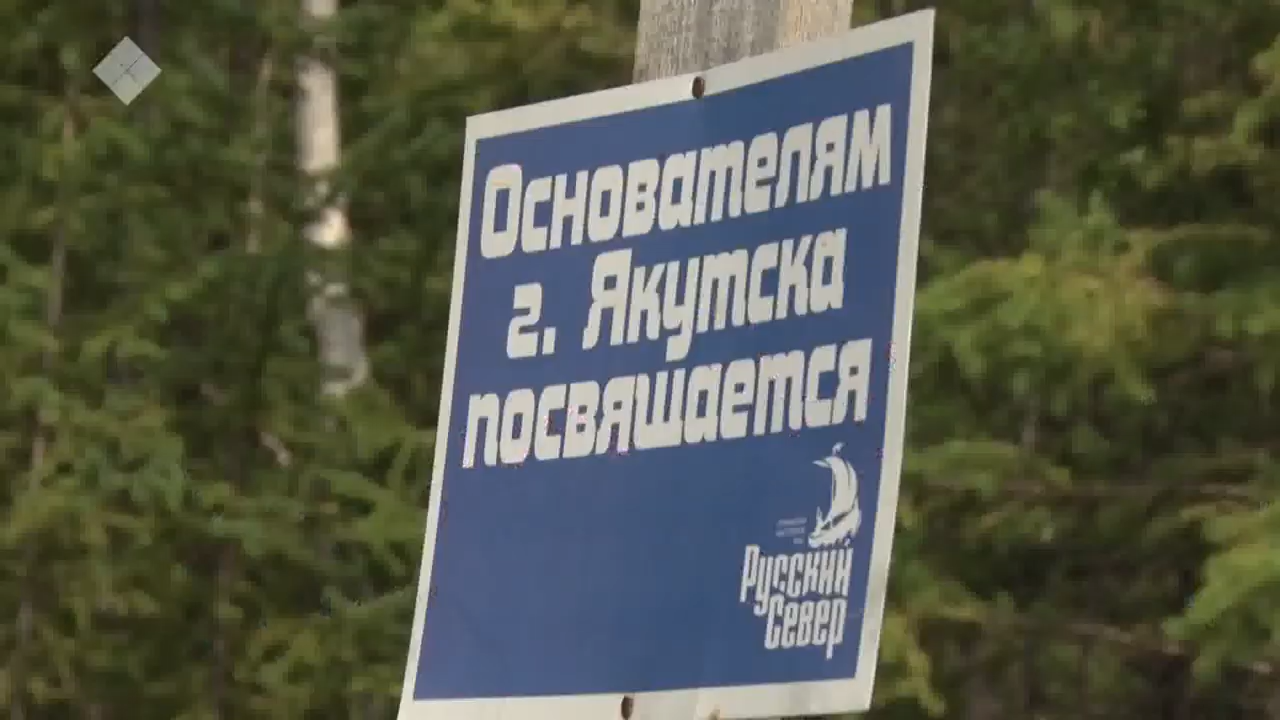 Основателям
г. Якутска
посвящается
Русский
Север